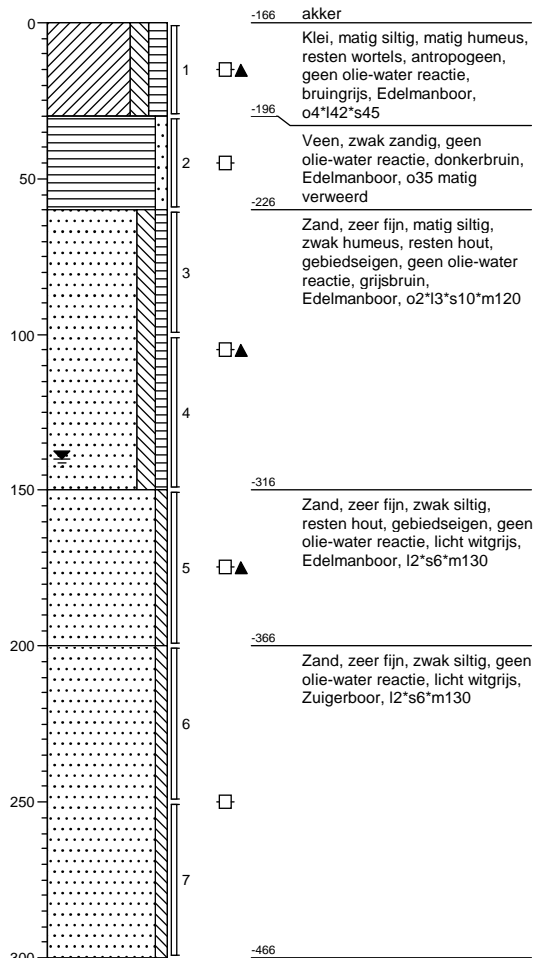 0
50
100
150
200
250
300
1
2
3
4
5
6
7
-166 akker
Klei, matig siltig, matig humeus,
resten wortels, antropogeen,
geen olie-water reactie,
bruingrijs, Edelmanboor,
o4*l42*s45
-196
Veen, zwak zandig, geen
olie-water reactie, donkerbruin,
Edelmanboor, o35 matig
verweerd
-226
Zand, zeer fijn, matig siltig,
zwak humeus, resten hout,
gebiedseigen, geen olie-water
reactie, grijsbruin,
Edelmanboor, o2*l3*s10*m120
-316
Zand, zeer fijn, zwak siltig,
resten hout, gebiedseigen, geen
olie-water reactie, licht witgrijs,
Edelmanboor, l2*s6*m130
-366
Zand, zeer fijn, zwak siltig, geen
olie-water reactie, licht witgrijs,
Zuigerboor, l2*s6*m130
-466